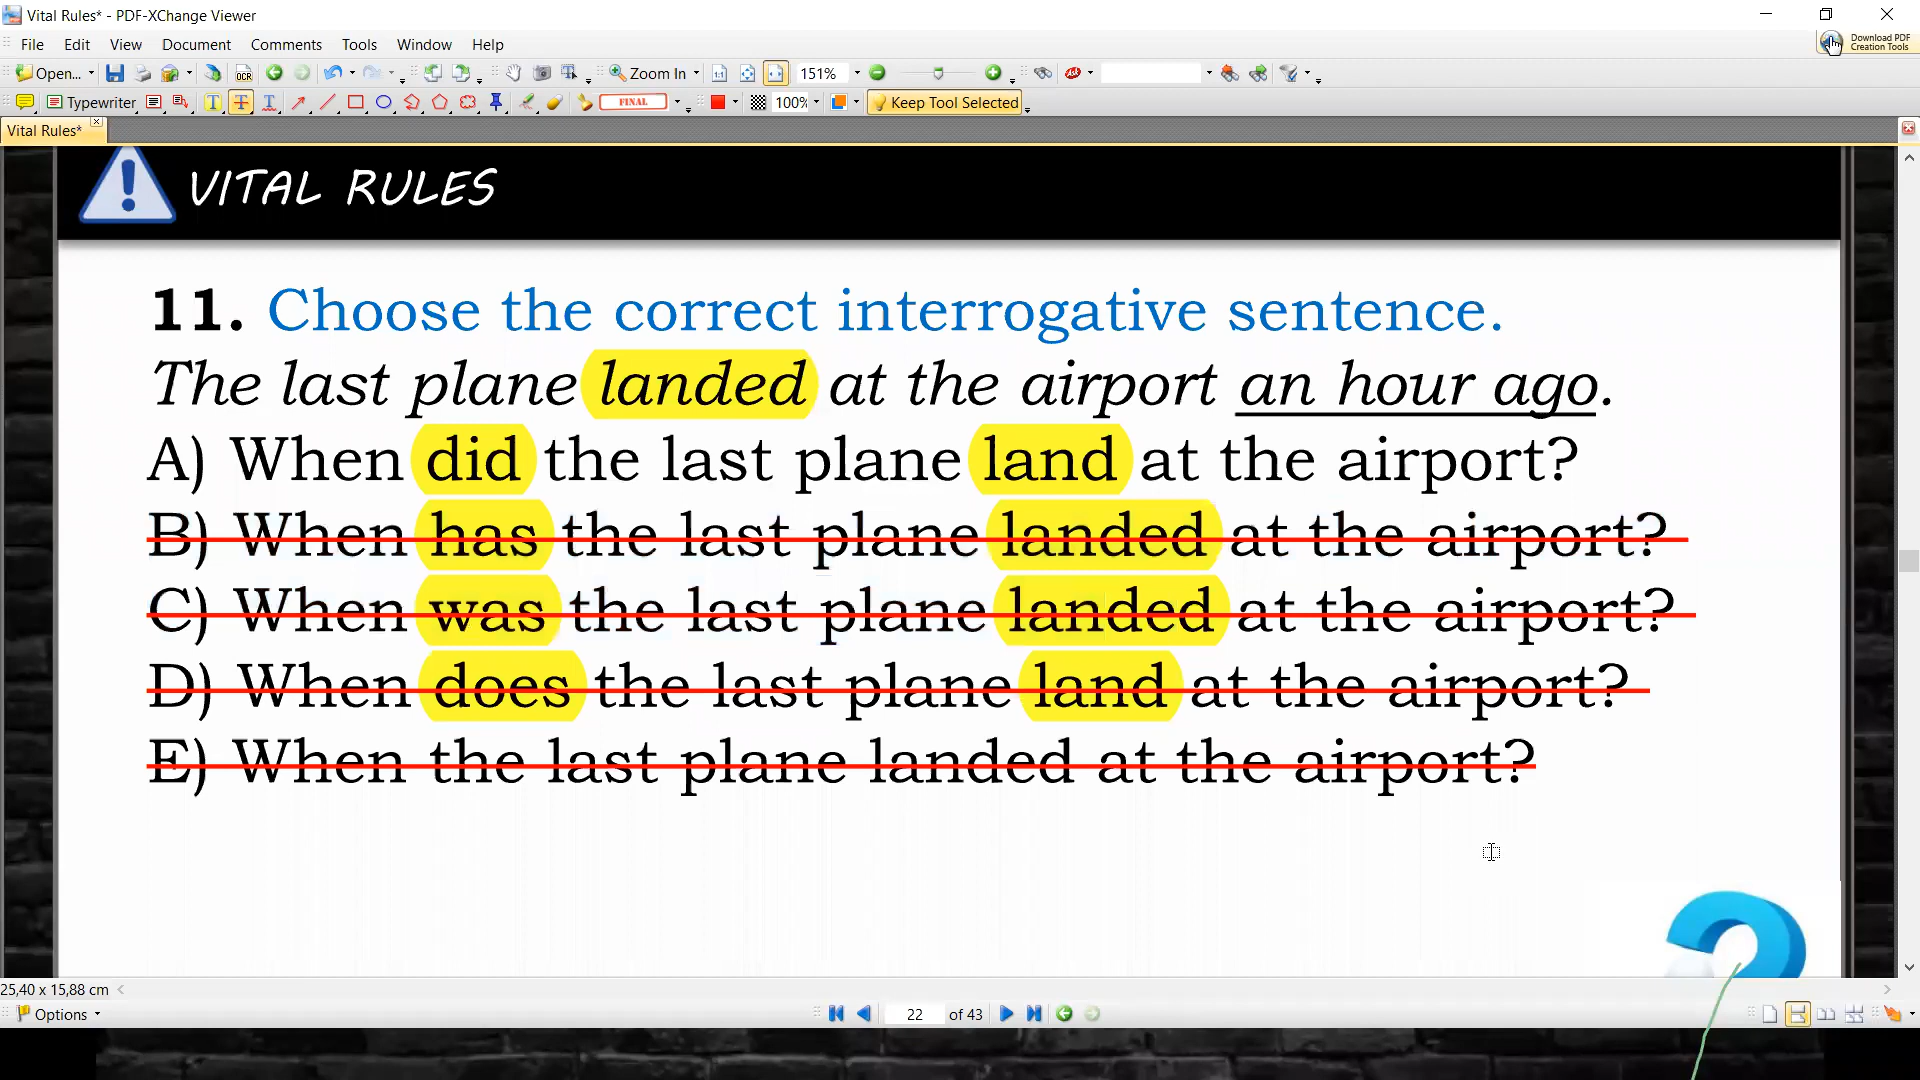 Vital Rules* - PDF-XChange Viewer
File Edit View Document Comments Tools Window Help
Download PDF
Creation Tools
Open... OCR Zoom In 151%
Typewriter FINAL 100% Keep Tool Selected
Vital Rules*
VITAL RULES
11. Choose the correct interrogative sentence.
The last plane landed at the airport an hour ago.
A) When did the last plane land at the airport?
B) When has the last plane landed at the airport?
C) When was the last plane landed at the airport?
D) When does the last plane land at the airport?
E) When the last plane landed at the airport?
25,40 x 15,88 cm
Options 22 of 43